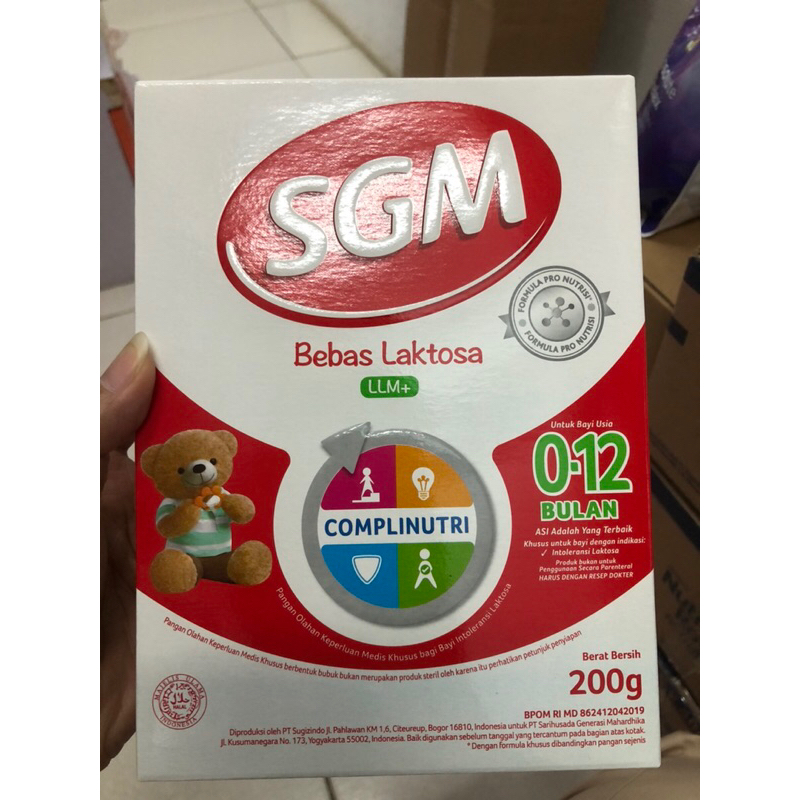 SGM
FORMULA PRO NUTRISI*
FORMULA PRO NUTRISI
Bebas Laktosa
LLM+
COMPLINUTRI
Untuk Bayi Usia
0-12
BULAN
ASI Adalah Yang Terbaik
Khusus untuk bayi dengan indikasi:
✓ Intoleransi Laktosa
Produk bukan untuk
Penggunaan Secara Parenteral
HARUS DENGAN RESEP DOKTER
Pangan Olahan Keperluan Medis Khusus bagi Bayi Intoleransi Laktosa
Pangan Olahan Keperluan Medis Khusus berbentuk bubuk bukan merupakan produk steril oleh karena itu perhatikan petunjuk penyiapan
Berat Bersih
200g
MAJELIS ULAMA
HALAL
INDONESIA
BPOM RI MD 862412042019
Diproduksi oleh PT Sugizindo Jl. Pahlawan KM 1,6, Citeureup, Bogor 16810, Indonesia untuk PT Sarihusada Generasi Mahardhika
Jl. Kusumanegara No. 173, Yogyakarta 55002, Indonesia. Baik digunakan sebelum tanggal yang tercantum pada bagian atas kotak.
*Dengan formula khusus dibandingkan pangan sejenis